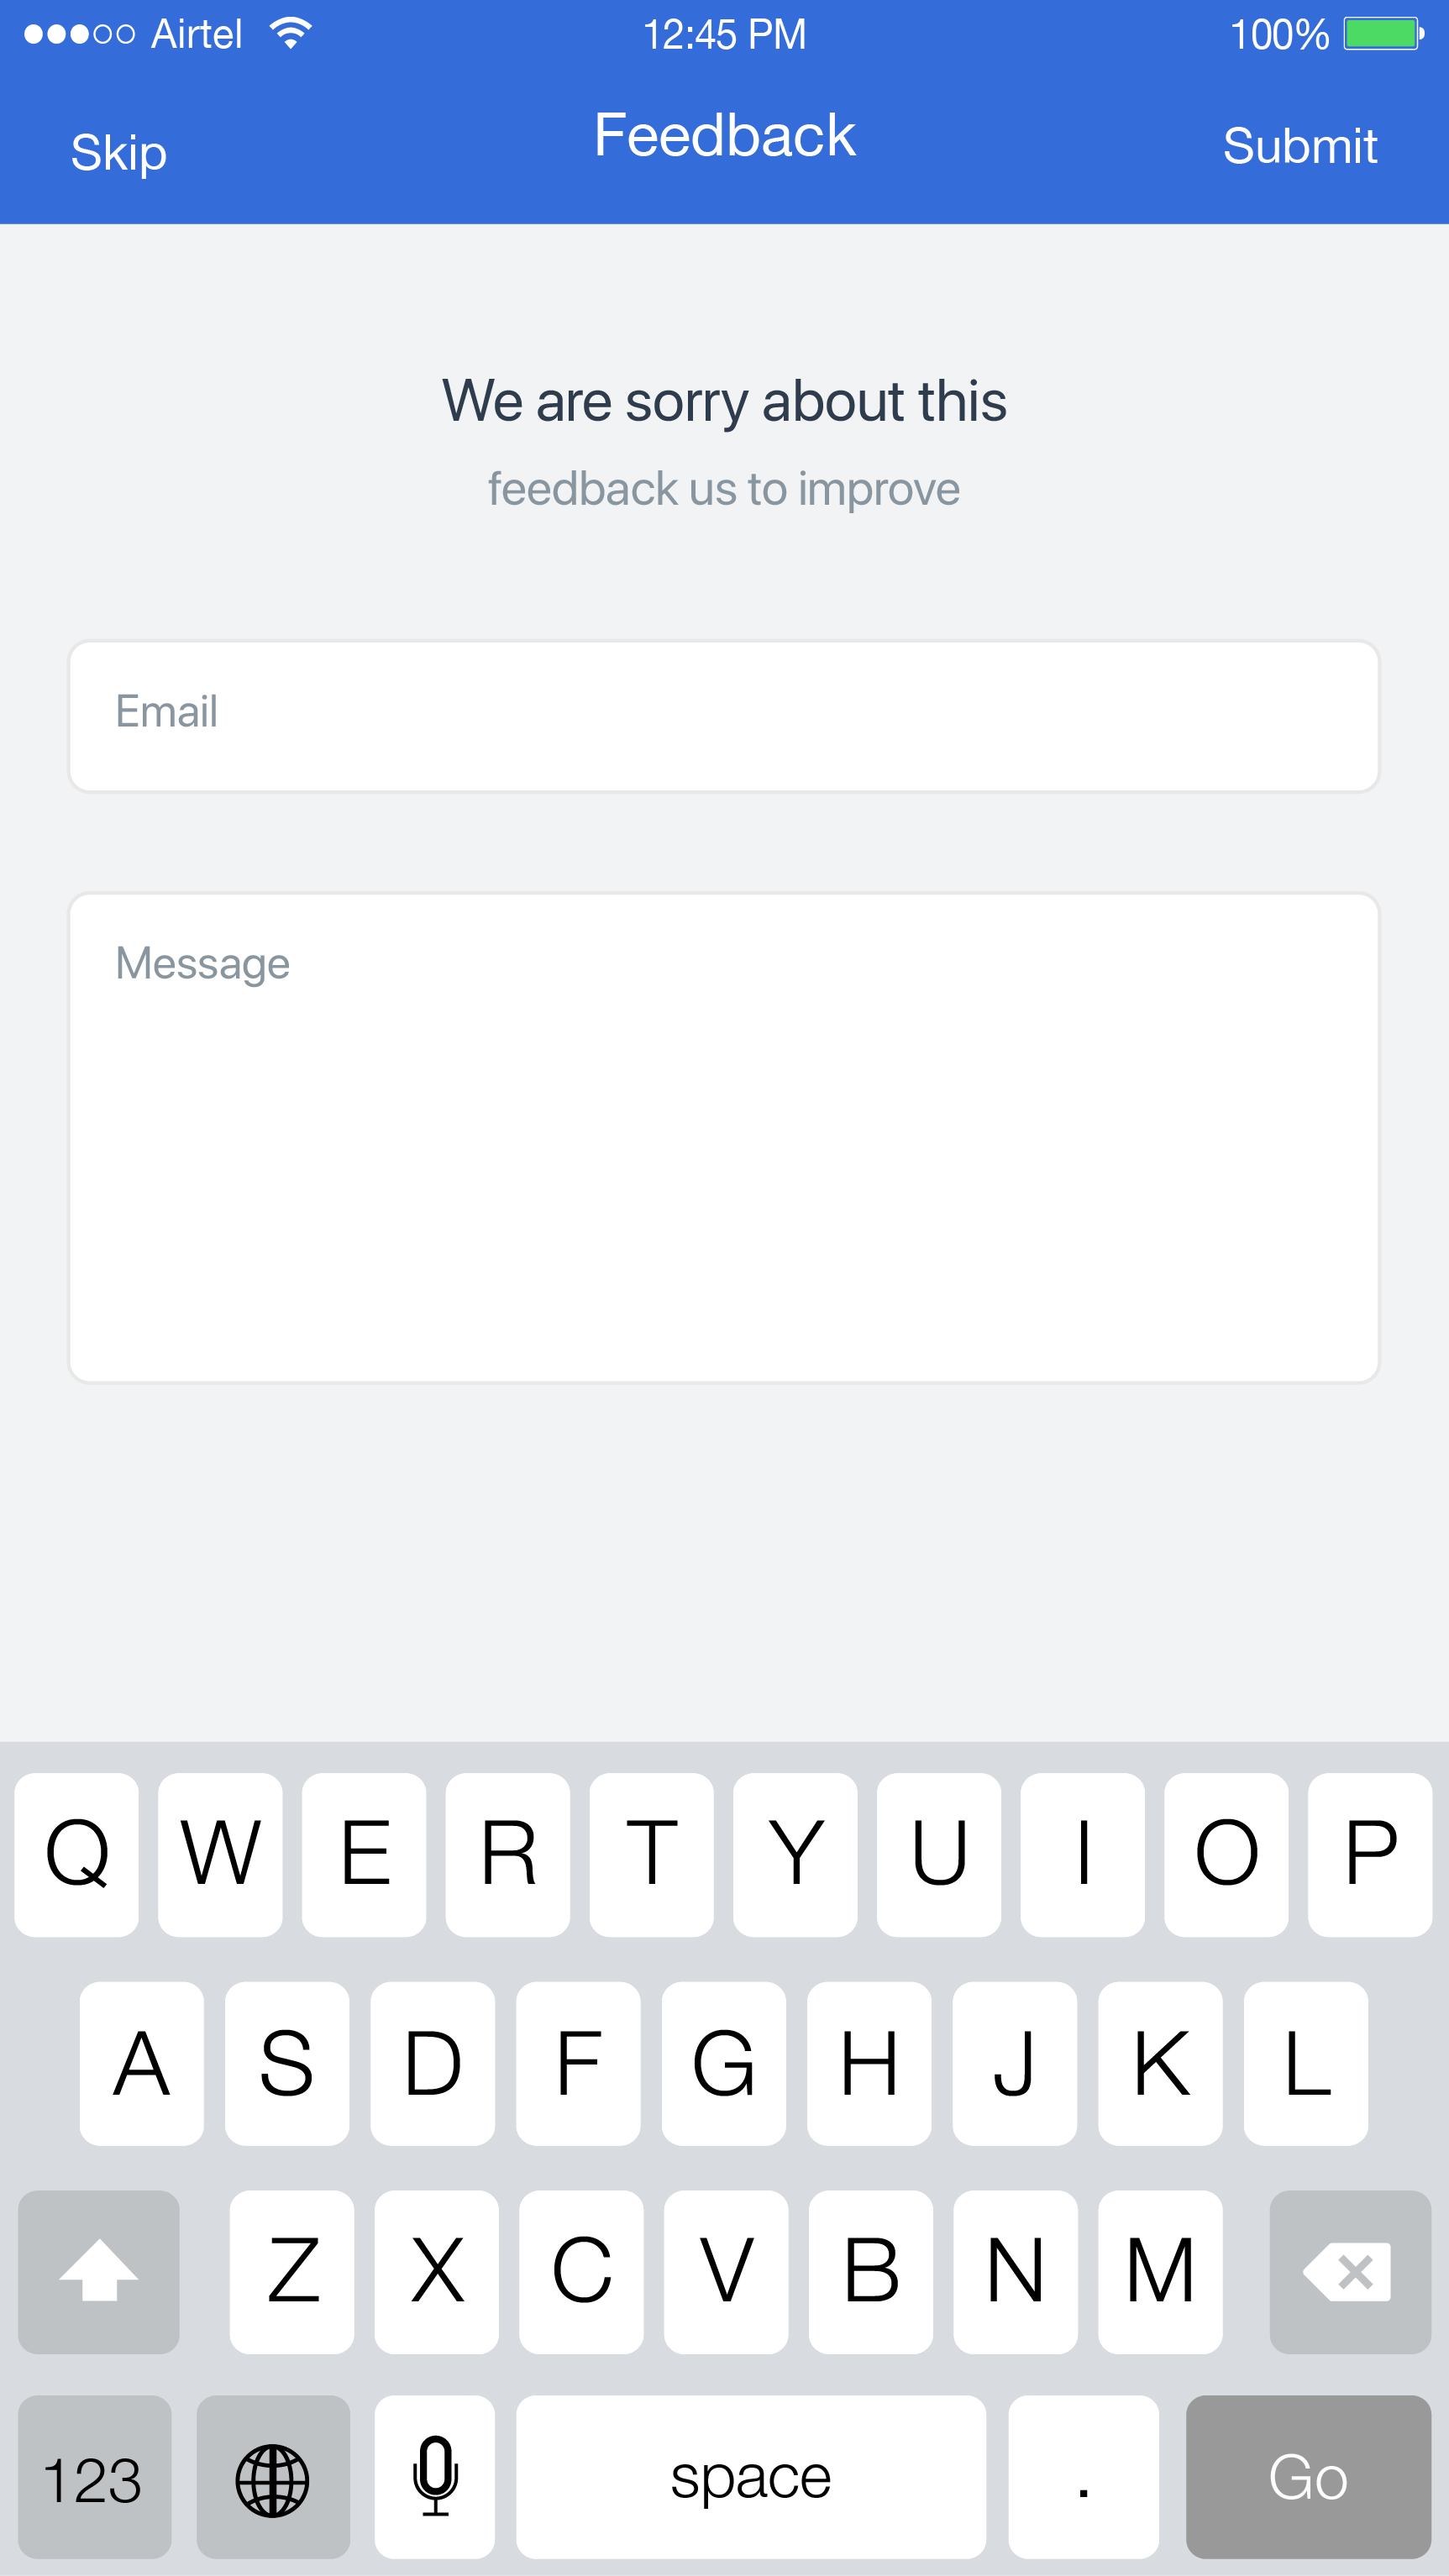 Airtel 12:45 PM 100%
Skip Feedback Submit
We are sorry about this
feedback us to improve
Email
Message
Q W E R T Y U I O P
A S D F G H J K L
Z X C V B N M
123 space . Go